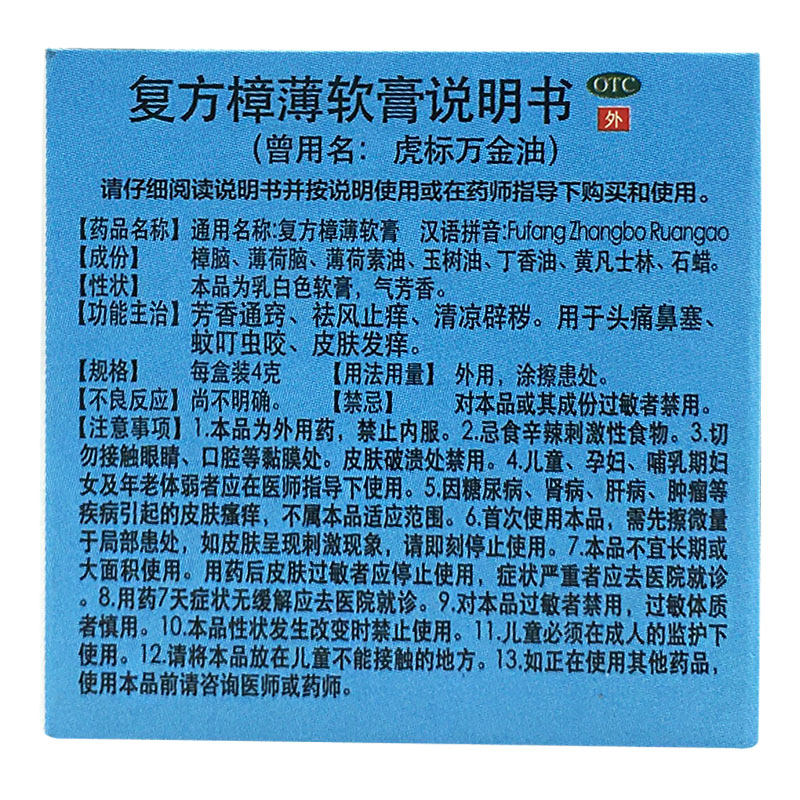 复方樟薄软膏说明书 OTC
外
(曾用名: 虎标万金油)
请仔细阅读说明书并按说明使用或在药师指导下购买和使用。
【药品名称】通用名称:复方樟薄软膏 汉语拼音:Fufang Zhangbo Ruangao
【成份】 樟脑、薄荷脑、薄荷素油、玉树油、丁香油、黄凡士林、石蜡。
【性状】 本品为乳白色软膏,气芳香。
【功能主治】芳香通窍、祛风止痒、清凉辟秽。用于头痛鼻塞、
蚊叮虫咬、皮肤发痒。
【规格】 每盒装4克 【用法用量】 外用,涂擦患处。
【不良反应】尚不明确。 【禁忌】 对本品或其成份过敏者禁用。
【注意事项】1.本品为外用药,禁止内服。2.忌食辛辣刺激性食物。3.切
勿接触眼睛、口腔等黏膜处。皮肤破溃处禁用。4.儿童、孕妇、哺乳期妇
女及年老体弱者应在医师指导下使用。5.因糖尿病、肾病、肝病、肿瘤等
疾病引起的皮肤瘙痒,不属本品适应范围。6.首次使用本品,需先擦微量
于局部患处,如皮肤呈现刺激现象,请即刻停止使用。7.本品不宜长期或
大面积使用。用药后皮肤过敏者应停止使用,症状严重者应去医院就诊
。8.用药7天症状无缓解应去医院就诊。9.对本品过敏者禁用,过敏体质
者慎用。10.本品性状发生改变时禁止使用。11.儿童必须在成人的监护下
使用。12.请将本品放在儿童不能接触的地方。13.如正在使用其他药品,
使用本品前请咨询医师或药师。